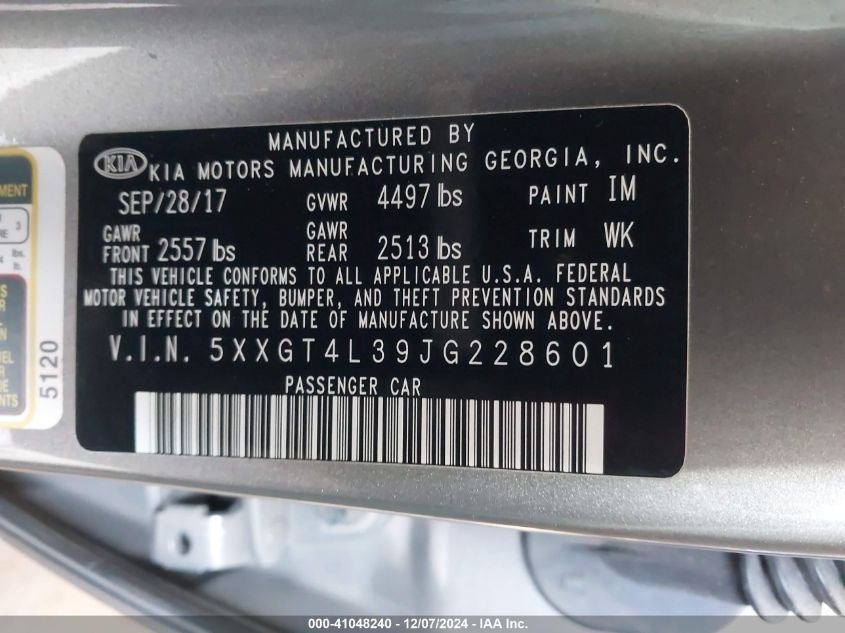 MANUFACTURED BY
KIA KIA MOTORS MANUFACTURING GEORGIA, INC.
SEP/28/17 GVWR 4497 lbs PAINT IM
GAWR FRONT 2557 lbs GAWR REAR 2513 lbs TRIM WK
THIS VEHICLE CONFORMS TO ALL APPLICABLE U.S.A. FEDERAL
MOTOR VEHICLE SAFETY, BUMPER, AND THEFT PREVENTION STANDARDS
IN EFFECT ON THE DATE OF MANUFACTURE SHOWN ABOVE.
V.I.N. 5XXGT4L39JG228601
PASSENGER CAR
5120
000-41048240 - 12/07/2024 - IAA Inc.